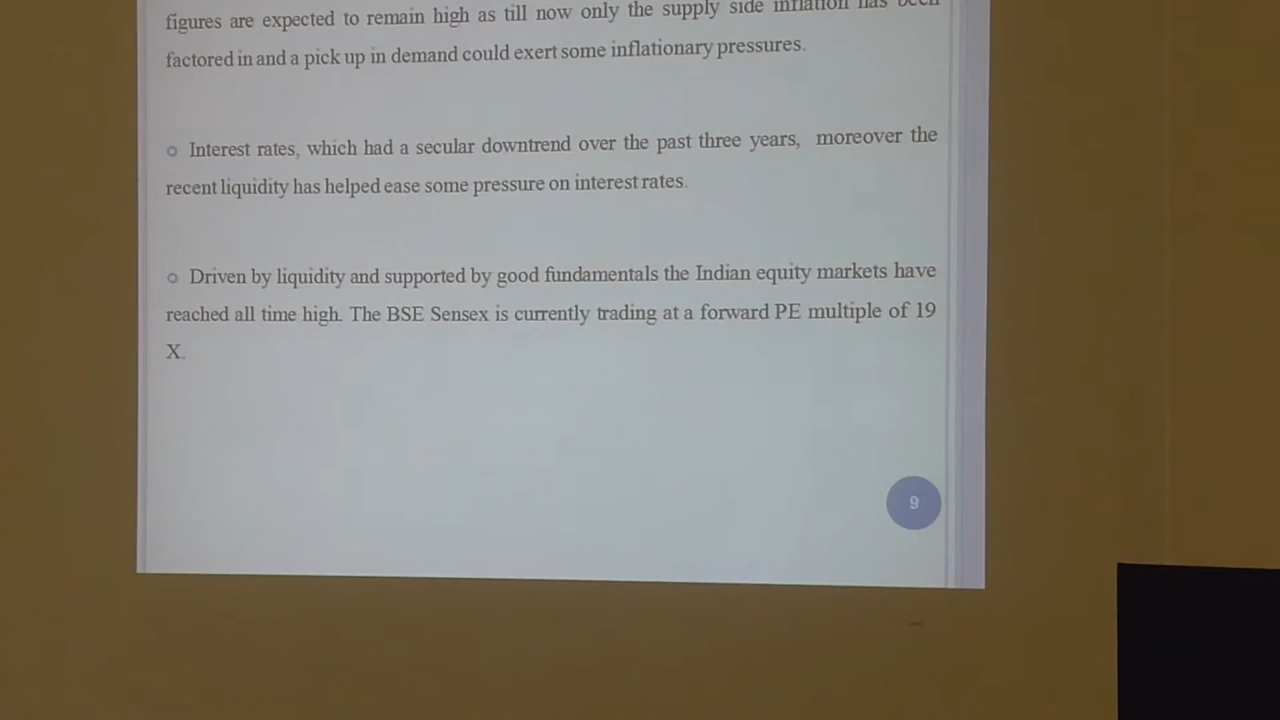 figures are expected to remain high as till now only the supply side inflation has been
factored in and a pick up in demand could exert some inflationary pressures.
○ Interest rates, which had a secular downtrend over the past three years, moreover the
recent liquidity has helped ease some pressure on interest rates.
○ Driven by liquidity and supported by good fundamentals the Indian equity markets have
reached all time high. The BSE Sensex is currently trading at a forward PE multiple of 19
X.
9